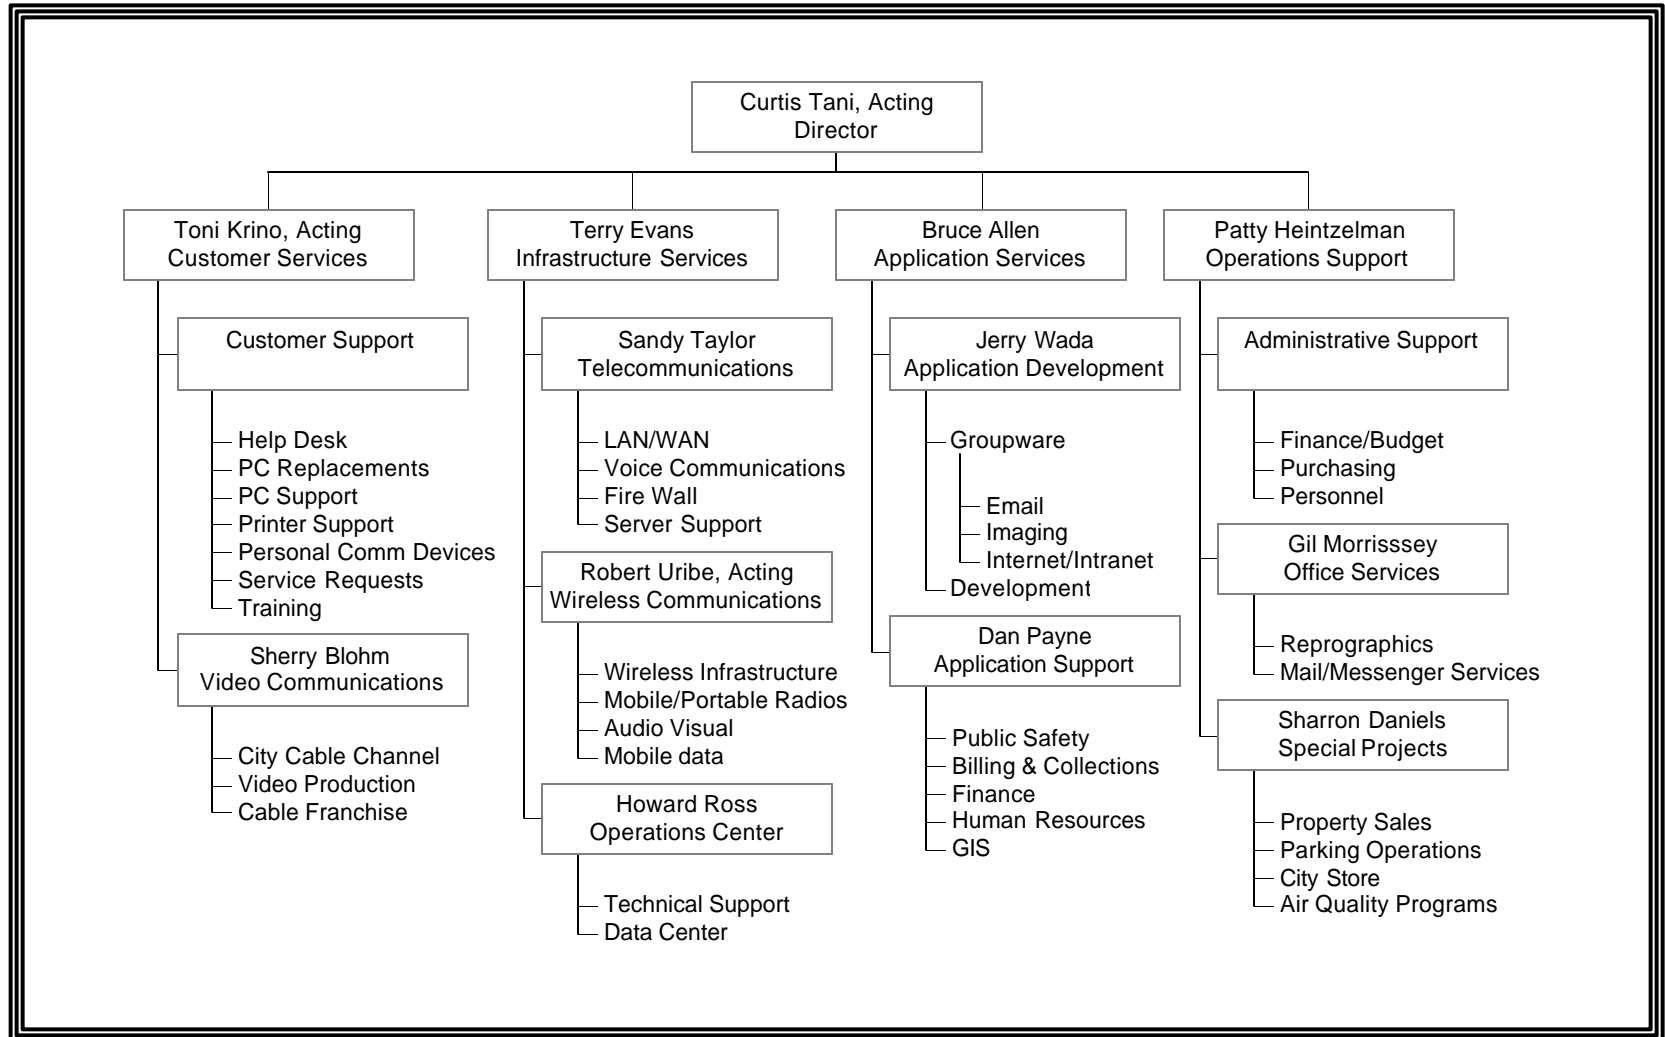 Curtis Tani, Acting
Director
Toni Krino, Acting
Customer Services
Customer Support
Help Desk
PC Replacements
PC Support
Printer Support
Personal Comm Devices
Service Requests
Training
Sherry Blohm
Video Communications
City Cable Channel
Video Production
Cable Franchise
Terry Evans
Infrastructure Services
Sandy Taylor
Telecommunications
LAN/WAN
Voice Communications
Fire Wall
Server Support
Robert Uribe, Acting
Wireless Communications
Wireless Infrastructure
Mobile/Portable Radios
Audio Visual
Mobile data
Howard Ross
Operations Center
Technical Support
Data Center
Bruce Allen
Application Services
Jerry Wada
Application Development
Groupware
Email
Imaging
Internet/Intranet
Development
Dan Payne
Application Support
Public Safety
Billing & Collections
Finance
Human Resources
GIS
Patty Heintzelman
Operations Support
Administrative Support
Finance/Budget
Purchasing
Personnel
Gil Morrisssey
Office Services
Reprographics
Mail/Messenger Services
Sharron Daniels
Special Projects
Property Sales
Parking Operations
City Store
Air Quality Programs